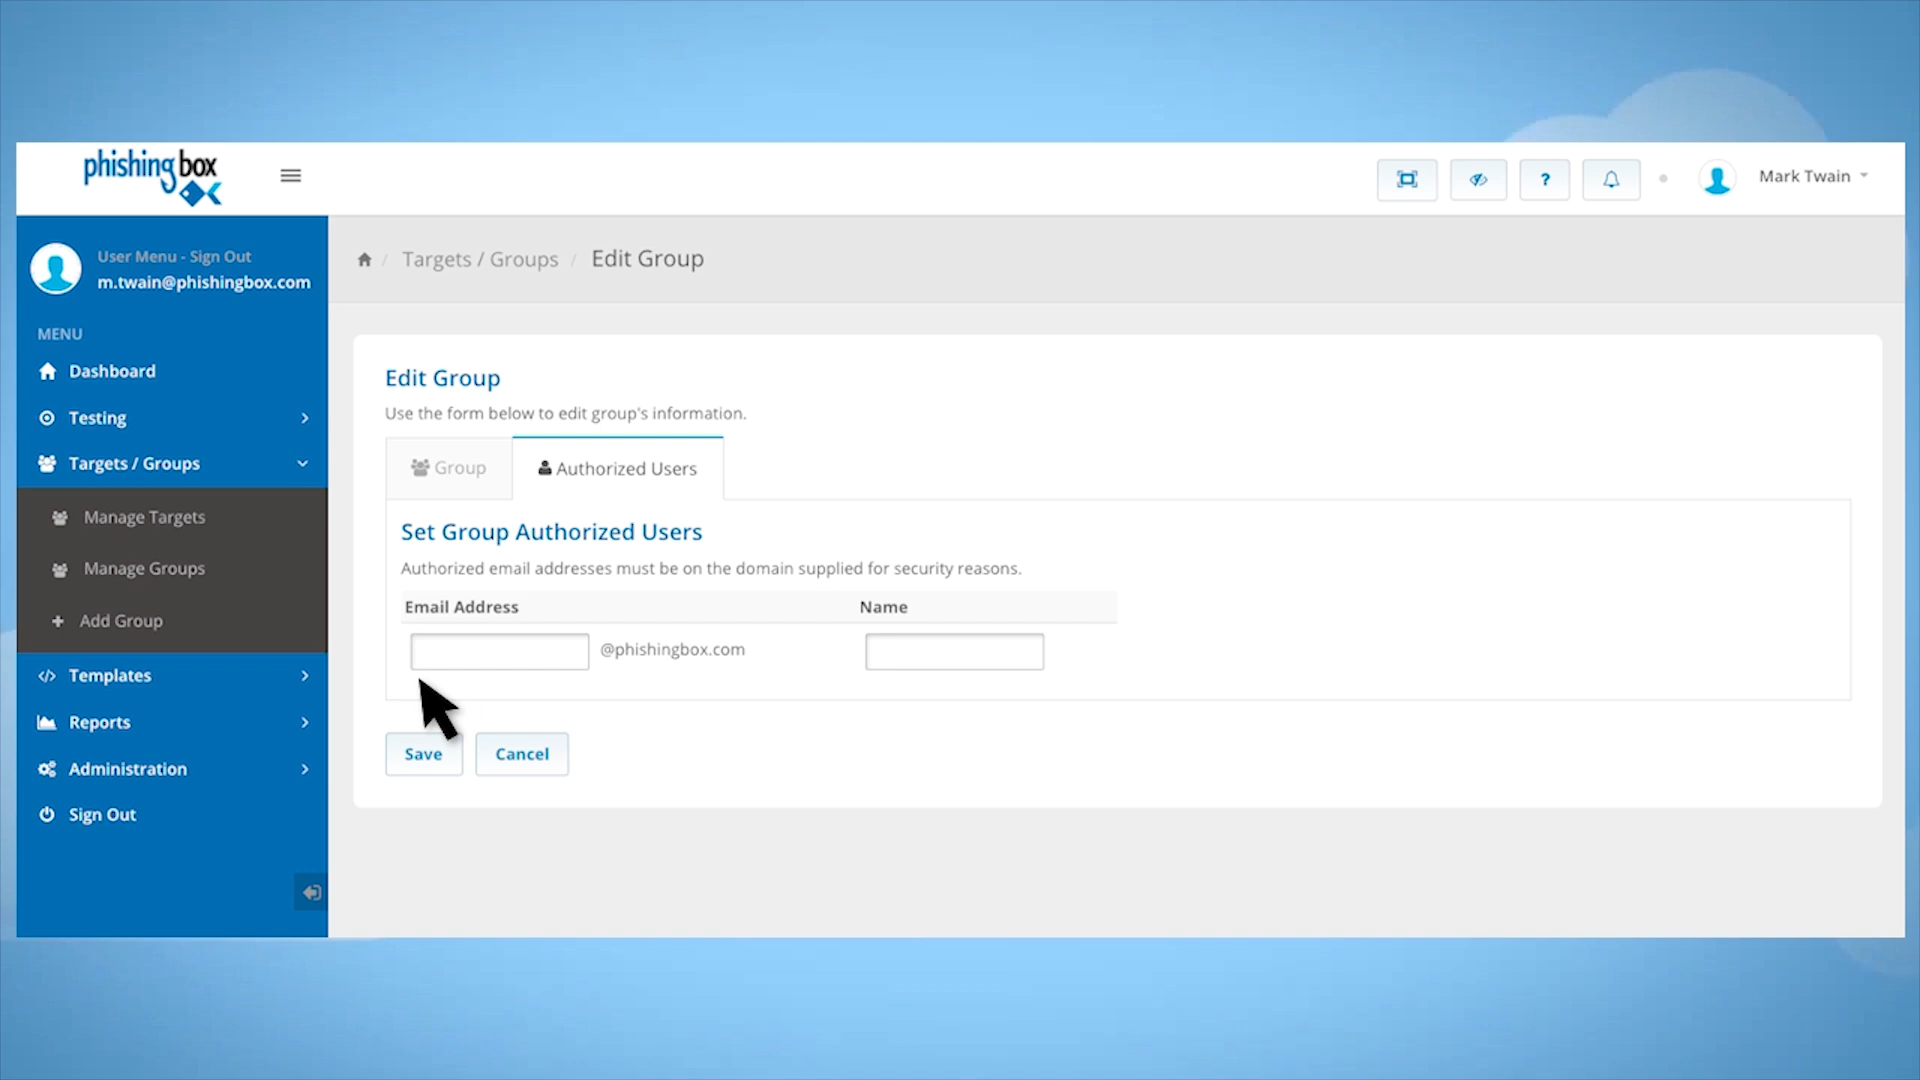 phishingbox
?
Mark Twain
User Menu - Sign Out
m.twain@phishingbox.com
Targets / Groups / Edit Group
MENU
Dashboard
Testing
Targets / Groups
Manage Targets
Manage Groups
Add Group
Templates
Reports
Administration
Sign Out
Edit Group
Use the form below to edit group's information.
Group
Authorized Users
Set Group Authorized Users
Authorized email addresses must be on the domain supplied for security reasons.
Email Address Name
@phishingbox.com
Save Cancel